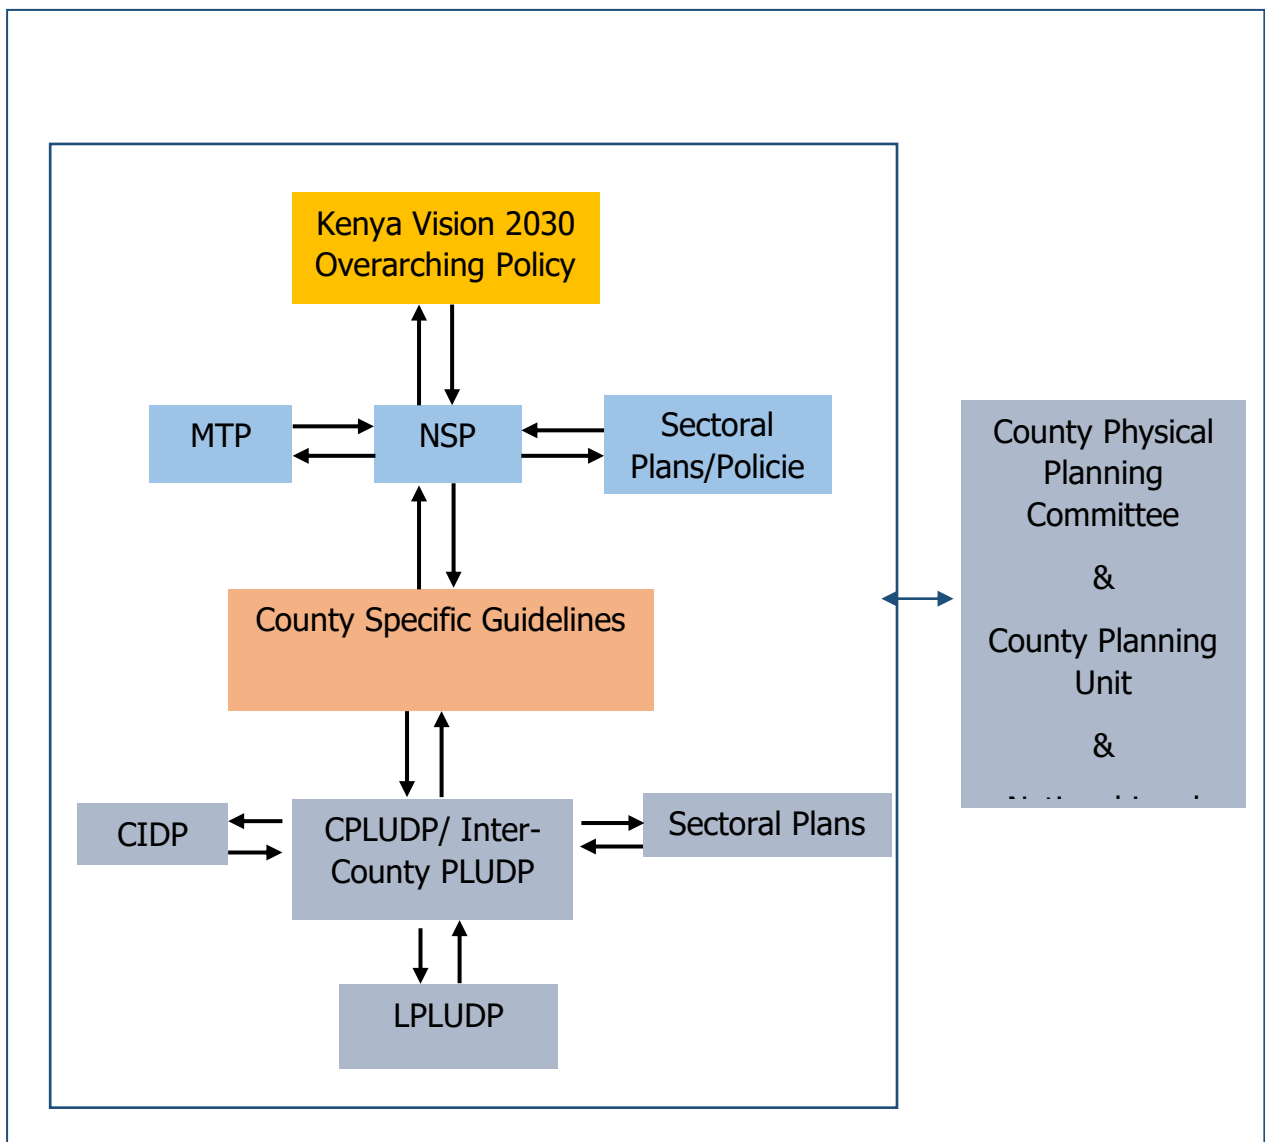 Kenya Vision 2030
Overarching Policy
MTP
NSP
Sectoral
Plans/Policie
County Specific Guidelines
CIDP
CPLUDP/ Inter-
County PLUDP
Sectoral Plans
LPLUDP
County Physical
Planning
Committee
&
County Planning
Unit
&